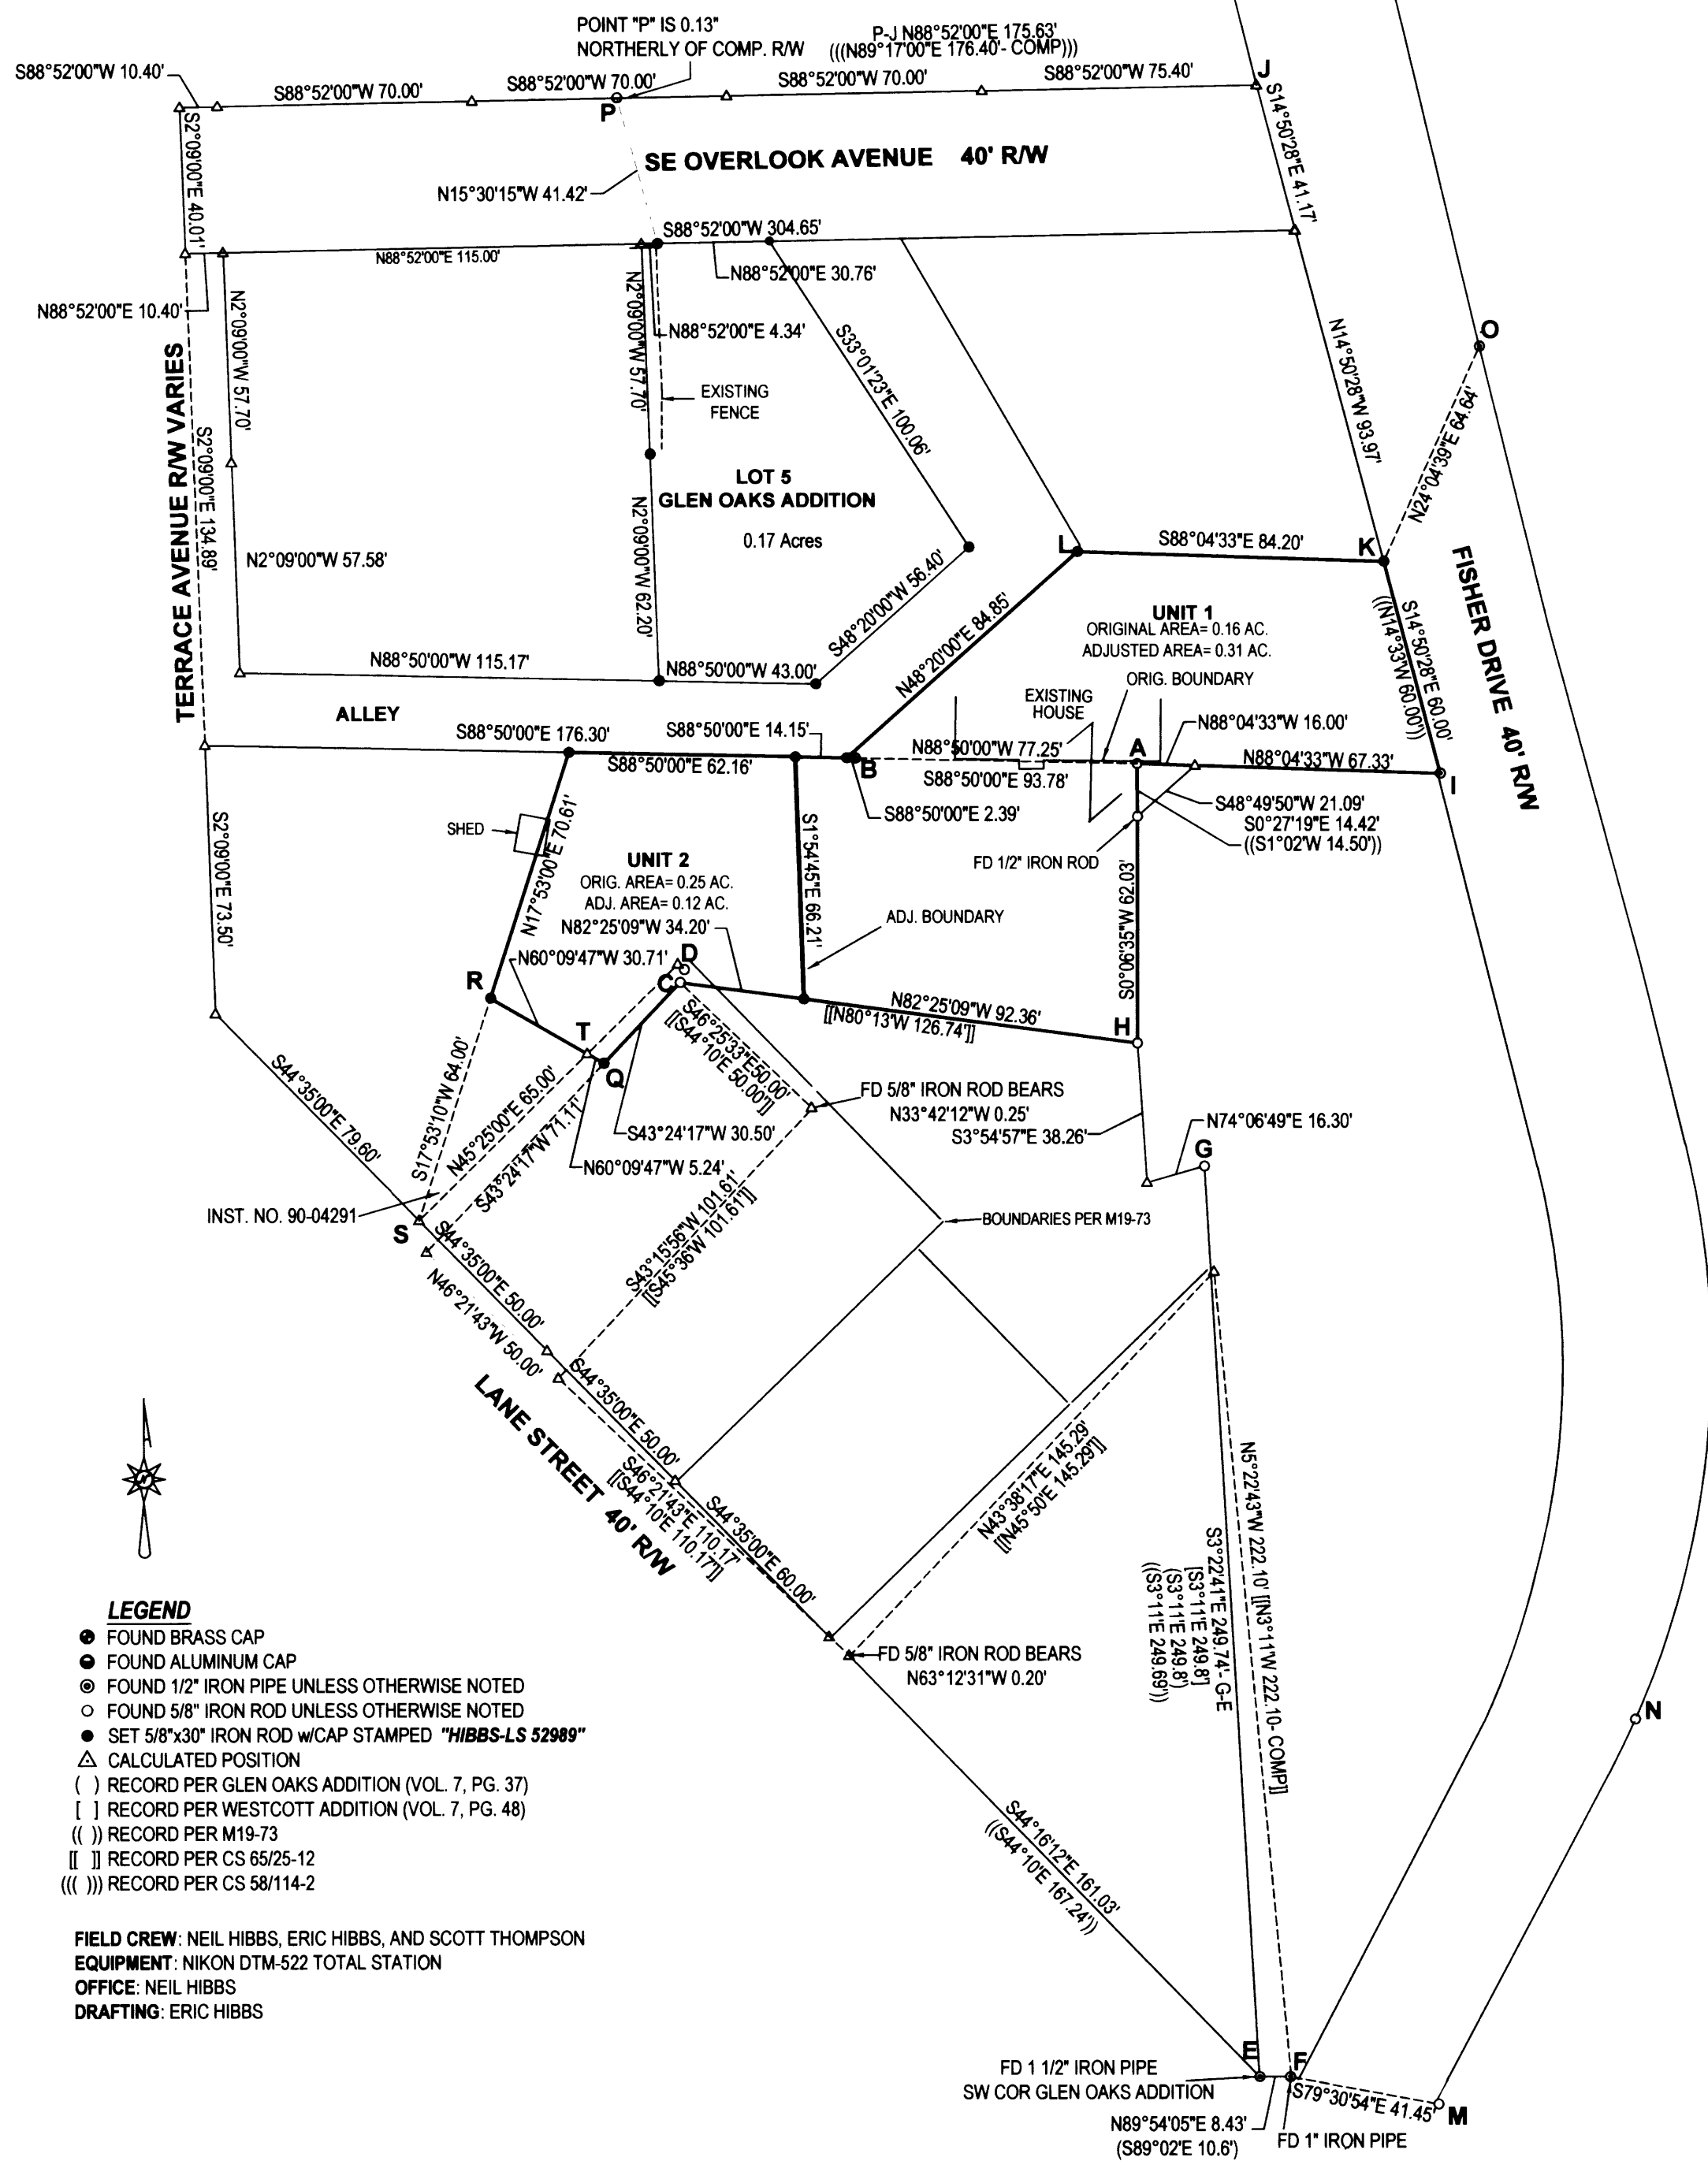 POINT "P" IS 0.13"
NORTHERLY OF COMP. R/W
P-J N88°52'00"E 175.63'
(((N89°17'00"E 176.40'- COMP)))
S88°52'00"W 10.40'
S88°52'00"W 70.00'
S88°52'00"W 70.00'
S88°52'00"W 70.00'
S88°52'00"W 75.40'
J
P
S2°09'00"E 40.01'
S14°50'28"E 41.17'
SE OVERLOOK AVENUE 40' R/W
N15°30'15"W 41.42'
S88°52'00"W 304.65'
N88°52'00"E 115.00'
N88°52'00"E 30.76'
N88°52'00"E 10.40'
N88°52'00"E 4.34'
N2°09'00"W 57.70'
N2°09'00"W 57.70'
O
S33°01'23"E 100.06'
N14°50'28"W 93.97'
N24°04'39"E 64.64'
EXISTING
FENCE
TERRACE AVENUE R/W VARIES
S2°09'00"E 134.89'
LOT 5
GLEN OAKS ADDITION
0.17 Acres
N2°09'00"W 57.58'
N2°09'00"W 62.20'
L
S88°04'33"E 84.20'
K
FISHER DRIVE 40' R/W
S48°20'00"W 56.40'
N48°20'00"E 84.85'
UNIT 1
ORIGINAL AREA= 0.16 AC.
ADJUSTED AREA= 0.31 AC.
S14°50'28"E 60.00'
((N14°33'W 60.00'))
N88°50'00"W 115.17'
N88°50'00"W 43.00'
ORIG. BOUNDARY
EXISTING
HOUSE
ALLEY
N88°04'33"W 16.00'
S88°50'00"E 176.30'
S88°50'00"E 14.15'
N88°50'00"W 77.25'
A
N88°04'33"W 67.33'
S88°50'00"E 62.16'
B
S88°50'00"E 93.78'
I
S48°49'50"W 21.09'
S88°50'00"E 2.39'
S0°27'19"E 14.42'
((S1°02'W 14.50'))
SHED
N17°53'00"E 70.61'
S1°54'45"E 66.21'
FD 1/2" IRON ROD
S2°09'00"E 73.50'
UNIT 2
ORIG. AREA= 0.25 AC.
ADJ. AREA= 0.12 AC.
N82°25'09"W 34.20'
ADJ. BOUNDARY
S0°06'35"W 62.03'
N60°09'47"W 30.71'
D
R
C
N82°25'09"W 92.36'
[[N80°13'W 126.74']]
H
S46°25'33"E50.00'
[[S44°10'E 50.00']]
T
Q
S17°53'10"W 64.00'
N45°25'00"E 65.00'
S43°24'17"W 71.11'
FD 5/8" IRON ROD BEARS
N33°42'12"W 0.25'
S3°54'57"E 38.26'
N74°06'49"E 16.30'
S43°24'17"W 30.50'
G
N60°09'47"W 5.24'
S44°35'00"E 79.60'
INST. NO. 90-04291
S
BOUNDARIES PER M19-73
S43°15'56"W 101.61'
[[S45°36'W 101.61']]
S44°35'00"E 50.00'
N46°21'43"W 50.00'
S44°35'00"E 50.00'
LANE STREET 40' R/W
S46°21'43"E 110.17'
[[S44°10'E 110.17']]
S44°35'00"E 60.00'
N43°38'17"E 145.29'
[[N45°50'E 145.29']]
N5°22'43"W 222.10' [[N3°11'W 222.10- COMP]]
S3°22'41"E 249.74'- G-E
[S3°11'E 249.8']
(S3°11'E 249.8')
((S3°11'E 249.69'))
FD 5/8" IRON ROD BEARS
N63°12'31"W 0.20'
N
LEGEND
FOUND BRASS CAP
FOUND ALUMINUM CAP
FOUND 1/2" IRON PIPE UNLESS OTHERWISE NOTED
FOUND 5/8" IRON ROD UNLESS OTHERWISE NOTED
SET 5/8"x30" IRON ROD w/CAP STAMPED "HIBBS-LS 52989"
CALCULATED POSITION
( ) RECORD PER GLEN OAKS ADDITION (VOL. 7, PG. 37)
[ ] RECORD PER WESTCOTT ADDITION (VOL. 7, PG. 48)
(( )) RECORD PER M19-73
[[ ]] RECORD PER CS 65/25-12
((( ))) RECORD PER CS 58/114-2
S44°16'12"E 161.03'
((S44°10'E 167.24'))
FIELD CREW: NEIL HIBBS, ERIC HIBBS, AND SCOTT THOMPSON
EQUIPMENT: NIKON DTM-522 TOTAL STATION
OFFICE: NEIL HIBBS
DRAFTING: ERIC HIBBS
E
F
FD 1 1/2" IRON PIPE
SW COR GLEN OAKS ADDITION
S79°30'54"E 41.45'
M
N89°54'05"E 8.43'
(S89°02'E 10.6')
FD 1" IRON PIPE